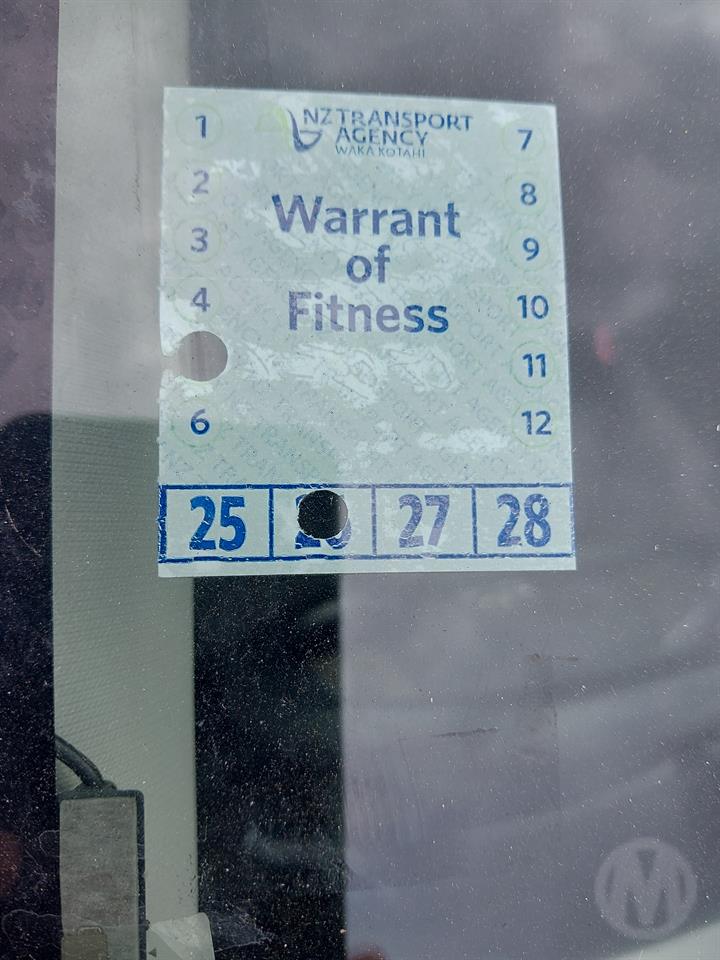 NZ TRANSPORT
AGENCY
WAKA KOTAHI
Warrant
of
Fitness
1
2
3
4
6
7
8
9
10
11
12
25 27 28
M